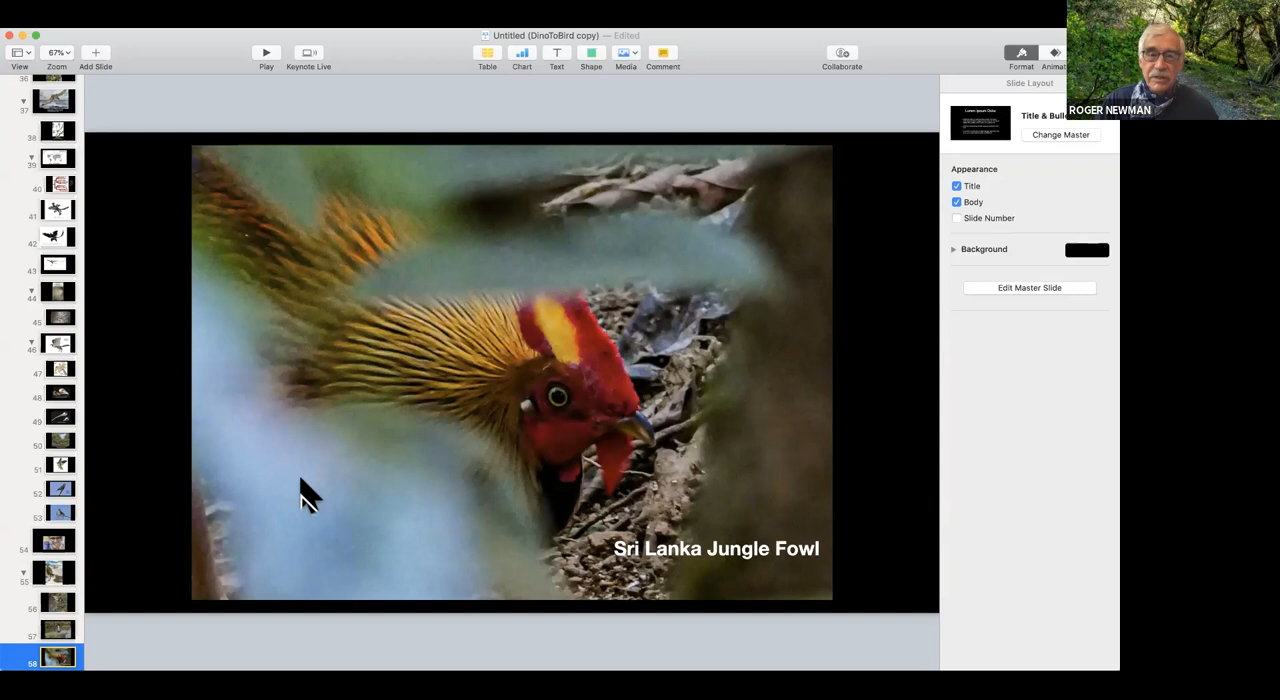 Untitled (DinoToBird copy) — Edited
67%
View
Zoom
Add Slide
Play
Keynote Live
Table
Chart
Text
Shape
Media
Comment
Collaborate
Format
Animat
ROGER NEWMAN
Slide Layout
Title & Bulle
Change Master
Appearance
Title
Body
Slide Number
Background
Edit Master Slide
36
37
38
39
40
41
42
43
44
45
46
47
48
49
50
51
52
53
54
55
56
57
58
Sri Lanka Jungle Fowl